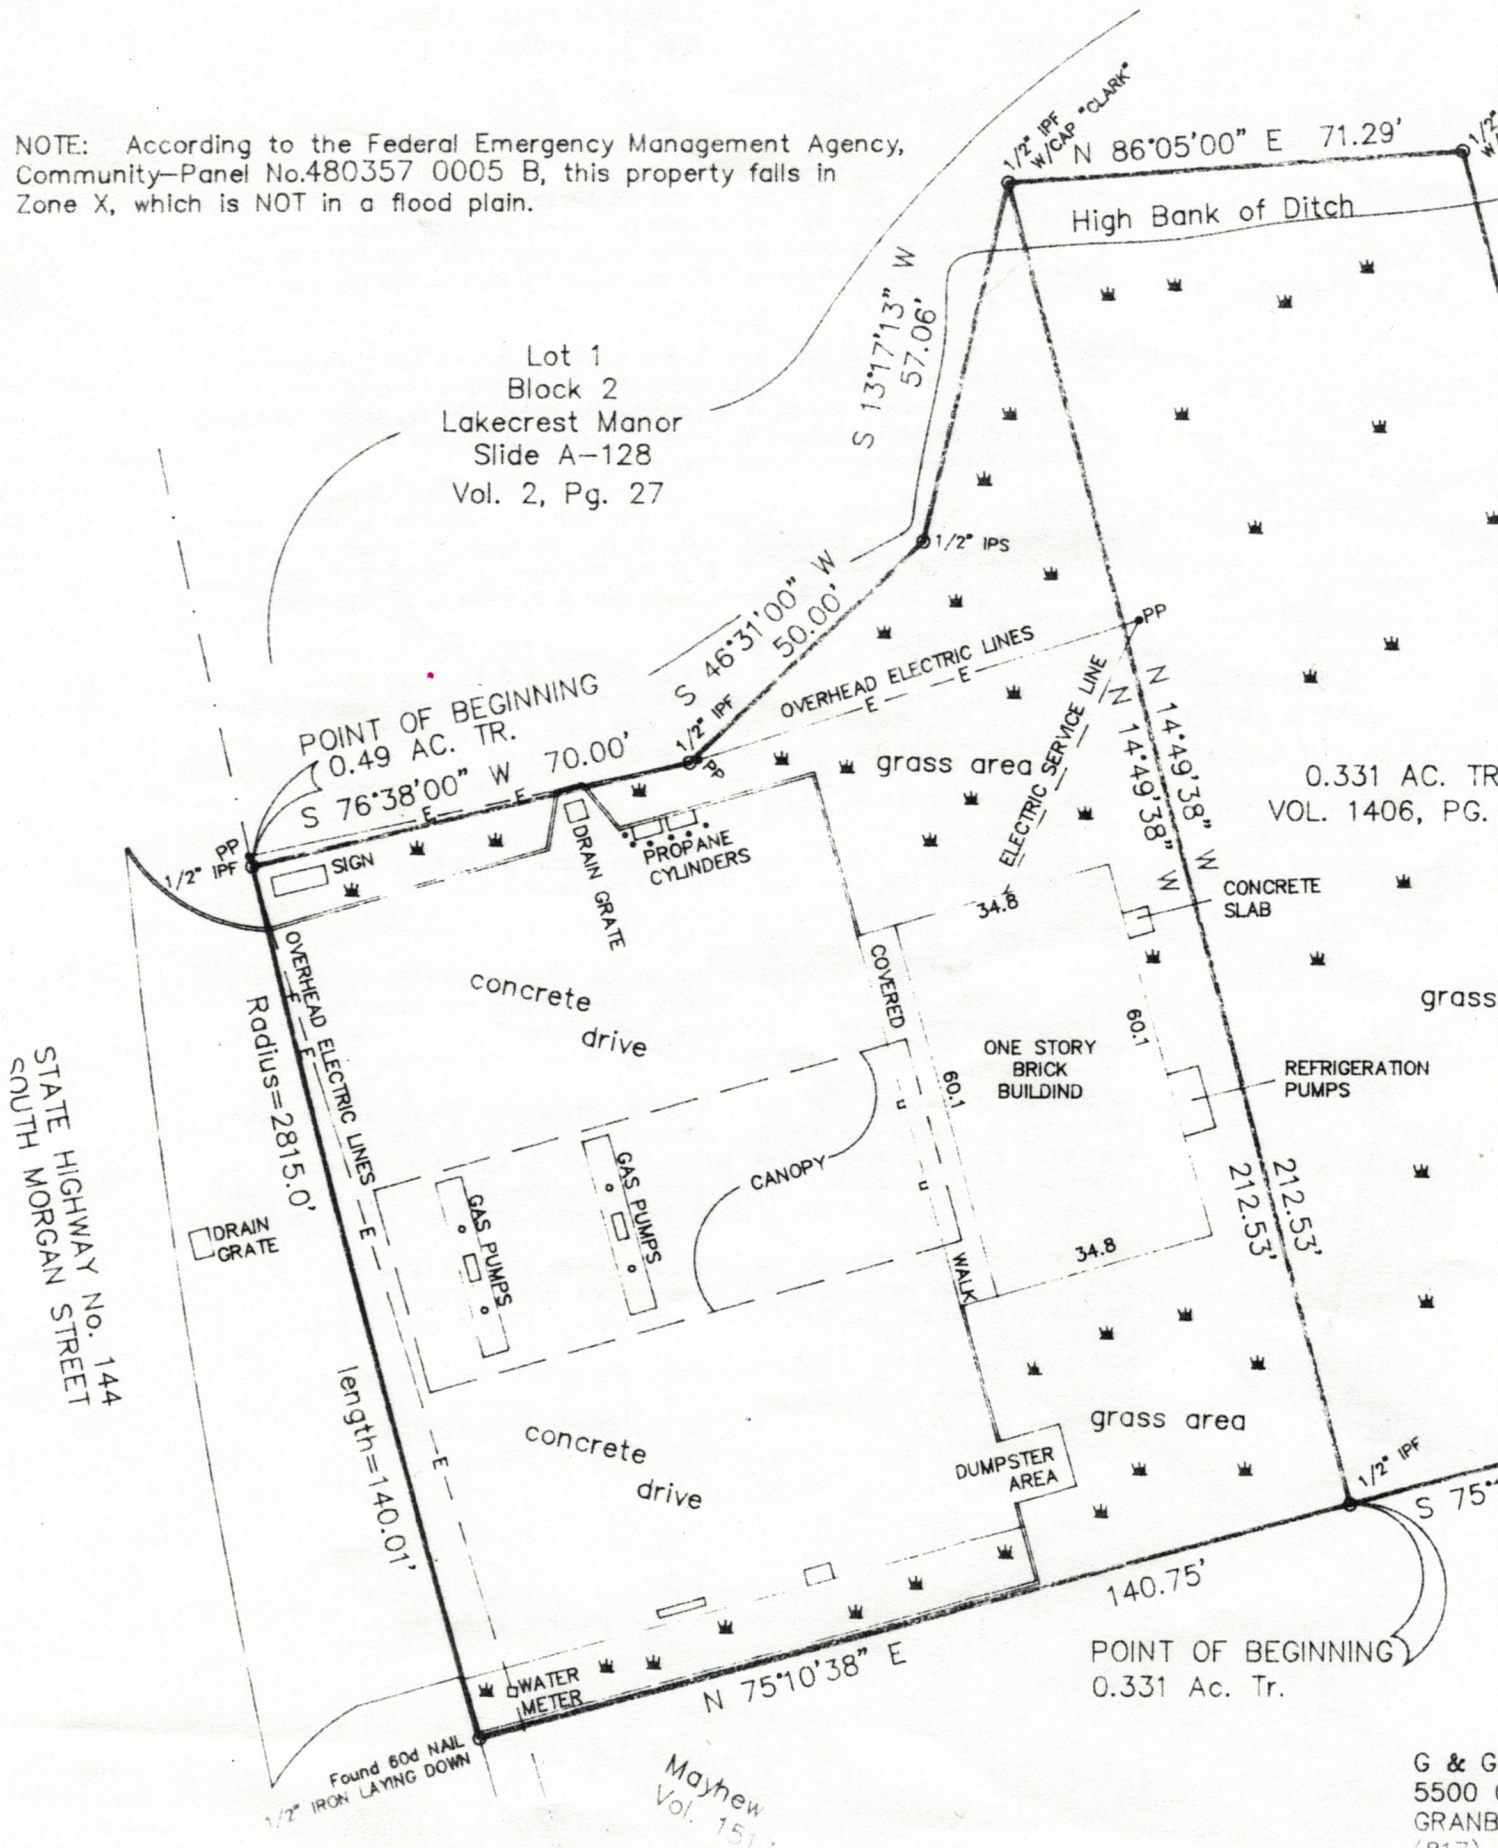 NOTE: According to the Federal Emergency Management Agency,
Community-Panel No.480357 0005 B, this property falls in
Zone X, which is NOT in a flood plain.
1/2" IPF
W/CAP "CLARK"
N 86°05'00" E 71.29'
1/2"
High Bank of Ditch
S 13°17'13" W
57.06'
Lot 1
Block 2
Lakecrest Manor
Slide A-128
Vol. 2, Pg. 27
1/2" IPS
S 46°31'00" W
50.00'
PP
OVERHEAD ELECTRIC LINES
E
E
POINT OF BEGINNING
0.49 AC. TR.
S 76°38'00" W 70.00'
1/2" IPF
PP
E
E
grass area
ELECTRIC SERVICE LINE
N 14°49'38" W
N 14°49'38" W
0.331 AC. TR
VOL. 1406, PG.
PP
1/2" IPF
SIGN
DRAIN GRATE
PROPANE
CYLINDERS
34.8
CONCRETE
SLAB
OVERHEAD ELECTRIC LINES
E
E
E
E
Radius=2815.0'
length=140.01'
concrete
drive
COVERED
WALK
60.1
ONE STORY
BRICK
BUILDIND
60.1
grass
REFRIGERATION
PUMPS
STATE HIGHWAY No. 144
SOUTH MORGAN STREET
DRAIN
GRATE
GAS PUMPS
GAS PUMPS
CANOPY
34.8
212.53'
212.53'
concrete
drive
grass area
DUMPSTER
AREA
1/2" IPF
140.75'
N 75°10'38" E
POINT OF BEGINNING
0.331 Ac. Tr.
WATER
METER
Found 60d NAIL
1/2" IRON LAYING DOWN
Mayhew
Vol.
G & G
5500